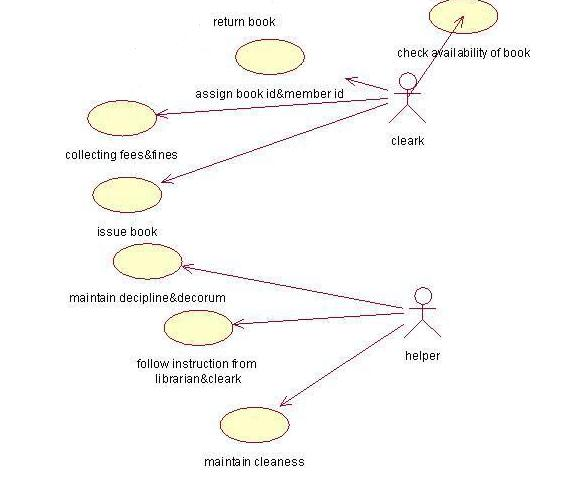 return book
check availability of book
assign book id&member id
cleark
collecting fees&fines
issue book
maintain decipline&decorum
helper
follow instruction from
librarian&cleark
maintain cleaness